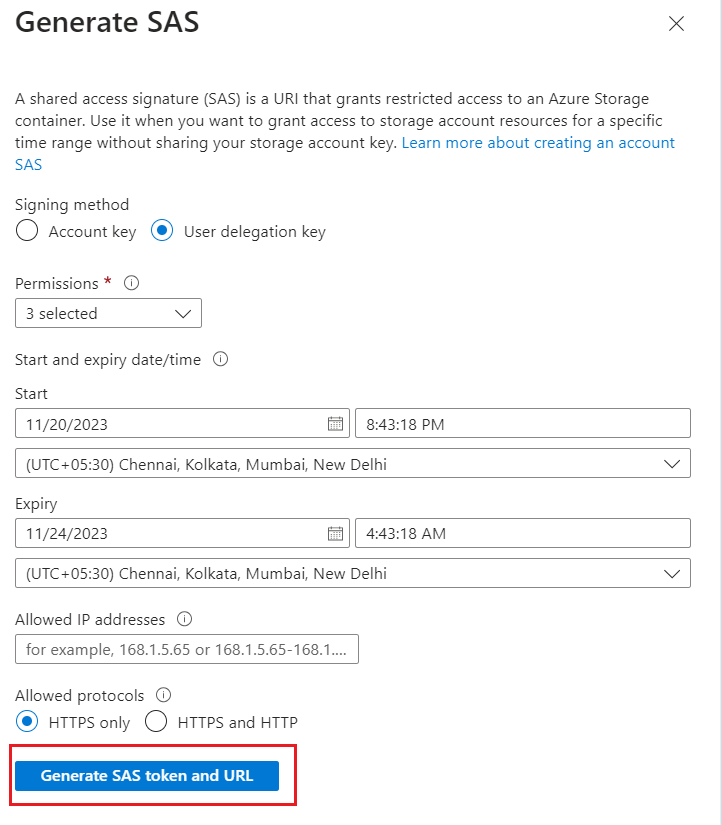 Generate SAS
A shared access signature (SAS) is a URI that grants restricted access to an Azure Storage
container. Use it when you want to grant access to storage account resources for a specific
time range without sharing your storage account key. Learn more about creating an account
SAS
Signing method
Account key User delegation key
Permissions *
3 selected
Start and expiry date/time
Start
11/20/2023 8:43:18 PM
(UTC+05:30) Chennai, Kolkata, Mumbai, New Delhi
Expiry
11/24/2023 4:43:18 AM
(UTC+05:30) Chennai, Kolkata, Mumbai, New Delhi
Allowed IP addresses
for example, 168.1.5.65 or 168.1.5.65-168.1....
Allowed protocols
HTTPS only HTTPS and HTTP
Generate SAS token and URL